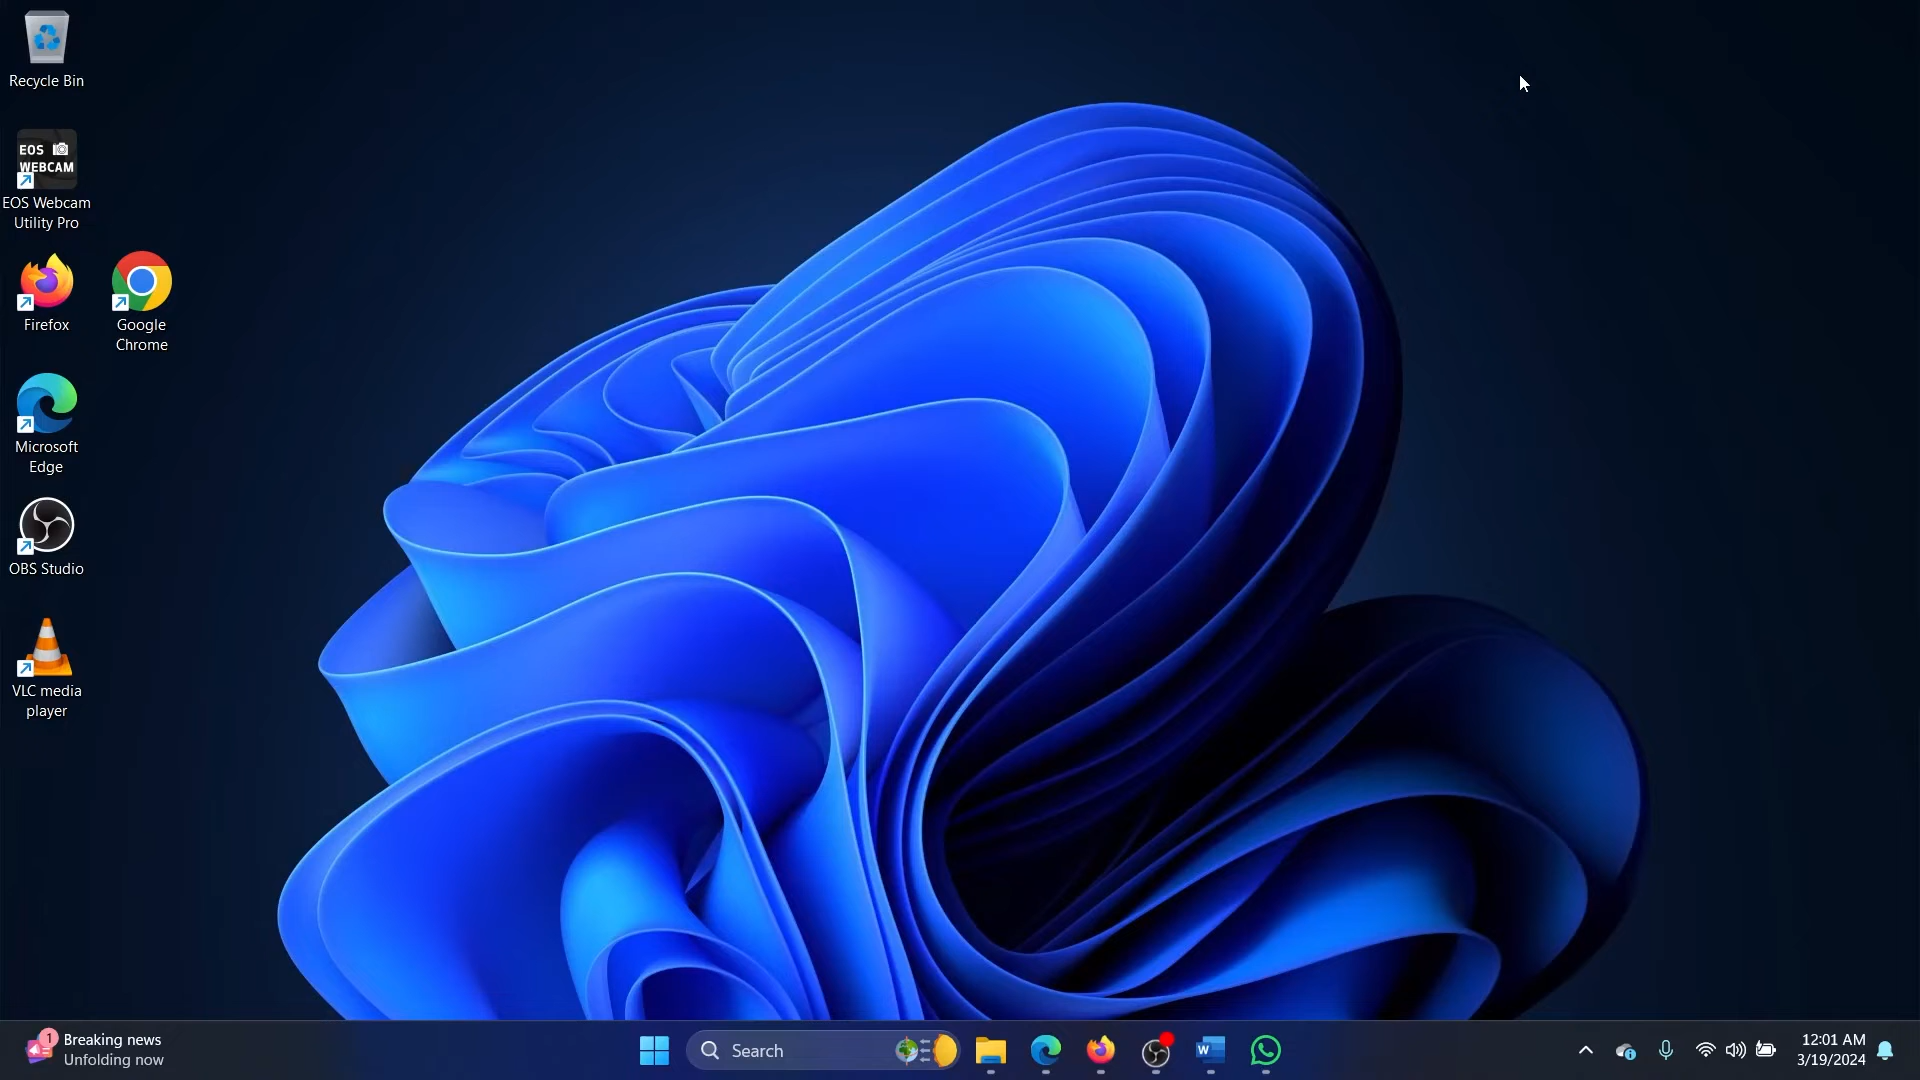 Recycle Bin
EOS
WEBCAM
EOS Webcam
Utility Pro
Firefox
Google
Chrome
Microsoft
Edge
OBS Studio
VLC media
player
1
Breaking news
Unfolding now
Search
W
12:01 AM
3/19/2024